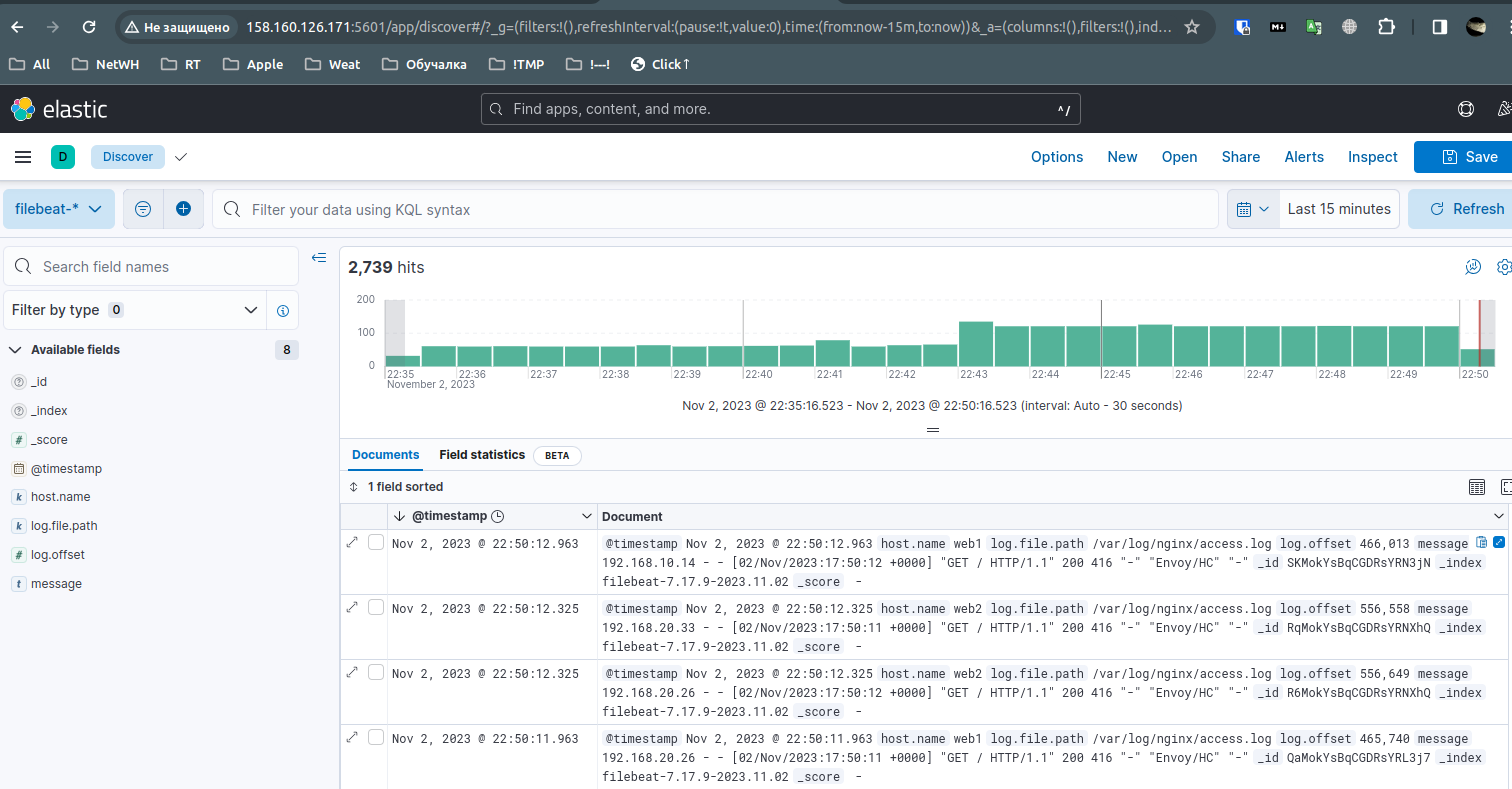 Не защищено 158.160.126.171:5601/app/discover#/?_g=(filters:!(),refreshInterval:(pause:!t,value:0),time:(from:now-15m,to:now))&_a=(columns:!(),filters:!(),ind...
All NetWH RT Apple Weat Обучалка !TMP !---! Click↑
elastic Find apps, content, and more. ^/
D Discover Options New Open Share Alerts Inspect Save
filebeat-* Filter your data using KQL syntax Last 15 minutes Refresh
Search field names
Filter by type 0
Available fields 8
_id
_index
_score
@timestamp
host.name
log.file.path
log.offset
message
2,739 hits
200
100
0
22:35 22:36 22:37 22:38 22:39 22:40 22:41 22:42 22:43 22:44 22:45 22:46 22:47 22:48 22:49 22:50
November 2, 2023
Nov 2, 2023 @ 22:35:16.523 - Nov 2, 2023 @ 22:50:16.523 (interval: Auto - 30 seconds)
Documents Field statistics BETA
1 field sorted
@timestamp Document
Nov 2, 2023 @ 22:50:12.963 @timestamp Nov 2, 2023 @ 22:50:12.963 host.name web1 log.file.path /var/log/nginx/access.log log.offset 466,013 message
192.168.10.14 - - [02/Nov/2023:17:50:12 +0000] "GET / HTTP/1.1" 200 416 "-" "Envoy/HC" "-" _id SKMokYsBqCGDRsYRN3jN _index
filebeat-7.17.9-2023.11.02 _score -
Nov 2, 2023 @ 22:50:12.325 @timestamp Nov 2, 2023 @ 22:50:12.325 host.name web2 log.file.path /var/log/nginx/access.log log.offset 556,558 message
192.168.20.33 - - [02/Nov/2023:17:50:11 +0000] "GET / HTTP/1.1" 200 416 "-" "Envoy/HC" "-" _id RqMokYsBqCGDRsYRNXhQ _index
filebeat-7.17.9-2023.11.02 _score -
Nov 2, 2023 @ 22:50:12.325 @timestamp Nov 2, 2023 @ 22:50:12.325 host.name web2 log.file.path /var/log/nginx/access.log log.offset 556,649 message
192.168.20.26 - - [02/Nov/2023:17:50:12 +0000] "GET / HTTP/1.1" 200 416 "-" "Envoy/HC" "-" _id R6MokYsBqCGDRsYRNXhQ _index
filebeat-7.17.9-2023.11.02 _score -
Nov 2, 2023 @ 22:50:11.963 @timestamp Nov 2, 2023 @ 22:50:11.963 host.name web1 log.file.path /var/log/nginx/access.log log.offset 465,740 message
192.168.20.26 - - [02/Nov/2023:17:50:11 +0000] "GET / HTTP/1.1" 200 416 "-" "Envoy/HC" "-" _id QaMokYsBqCGDRsYRL3j7 _index
filebeat-7.17.9-2023.11.02 _score -